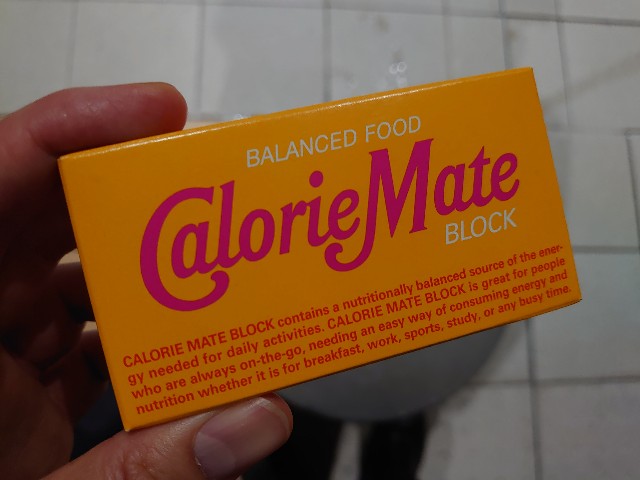 BALANCED FOOD
CalorieMate
BLOCK
CALORIE MATE BLOCK contains a nutritionally balanced source of the ener-
gy needed for daily activities. CALORIE MATE BLOCK is great for people
who are always on-the-go, needing an easy way of consuming energy and
nutrition whether it is for breakfast, work, sports, study, or any busy time.